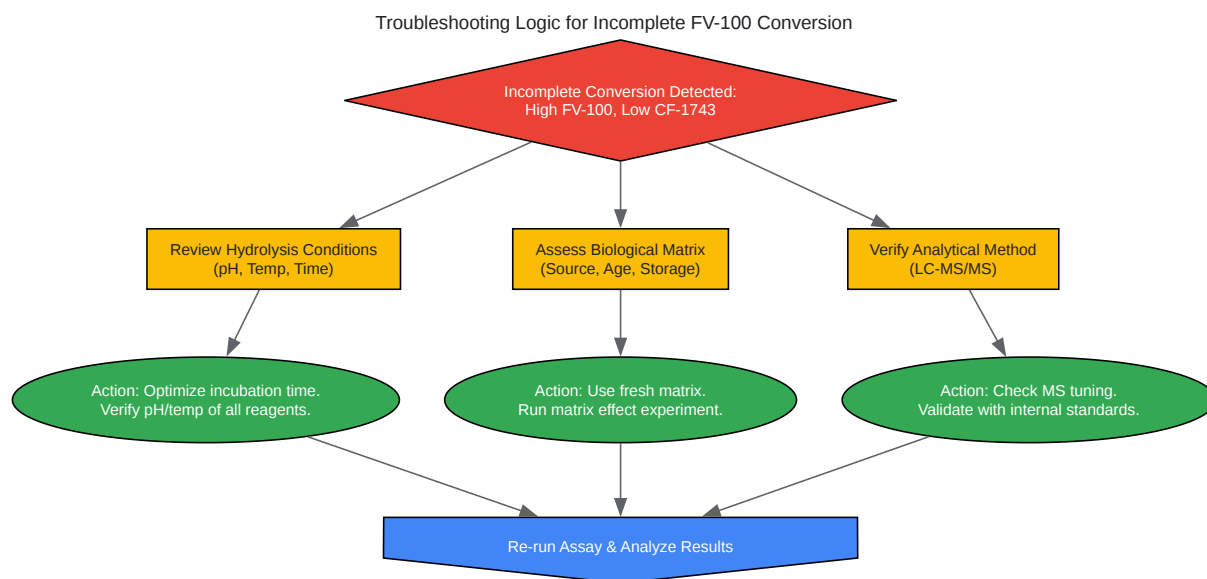 Troubleshooting Logic for Incomplete FV-100 Conversion
Incomplete Conversion Detected:
High FV-100, Low CF-1743
Review Hydrolysis Conditions
(pH, Temp, Time)
Assess Biological Matrix
(Source, Age, Storage)
Verify Analytical Method
(LC-MS/MS)
Action: Optimize incubation time.
Verify pH/temp of all reagents.
Action: Use fresh matrix.
Run matrix effect experiment.
Action: Check MS tuning.
Validate with internal standards.
Re-run Assay & Analyze Results